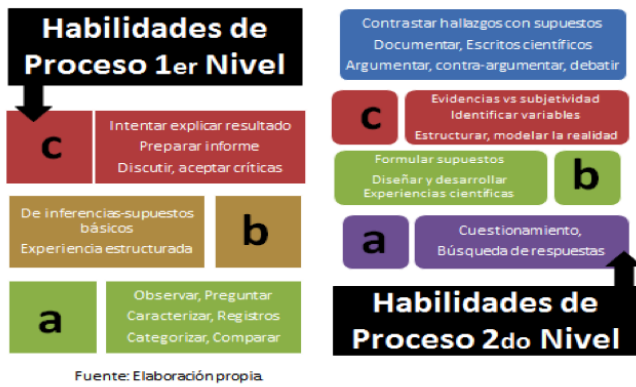 Habilidades de
Proceso 1er Nivel
c
Intentar explicar resultado
Preparar informe
Discutir, aceptar críticas
De inferencias-supuestos
básicos
Experiencia estructurada
b
a
Observar, Preguntar
Caracterizar, Registros
Categorizar, Comparar
Contrastar hallazgos con supuestos
Documentar, Escritos científicos
Argumentar, contra-argumentar, debatir
c
Evidencias vs subjetividad
Identificar variables
Estructurar, modelar la realidad
Formular supuestos
Diseñar y desarrollar
Experiencias científicas
b
a
Cuestionamiento,
Búsqueda de respuestas
Habilidades de
Proceso 2do Nivel
Fuente: Elaboración propia.